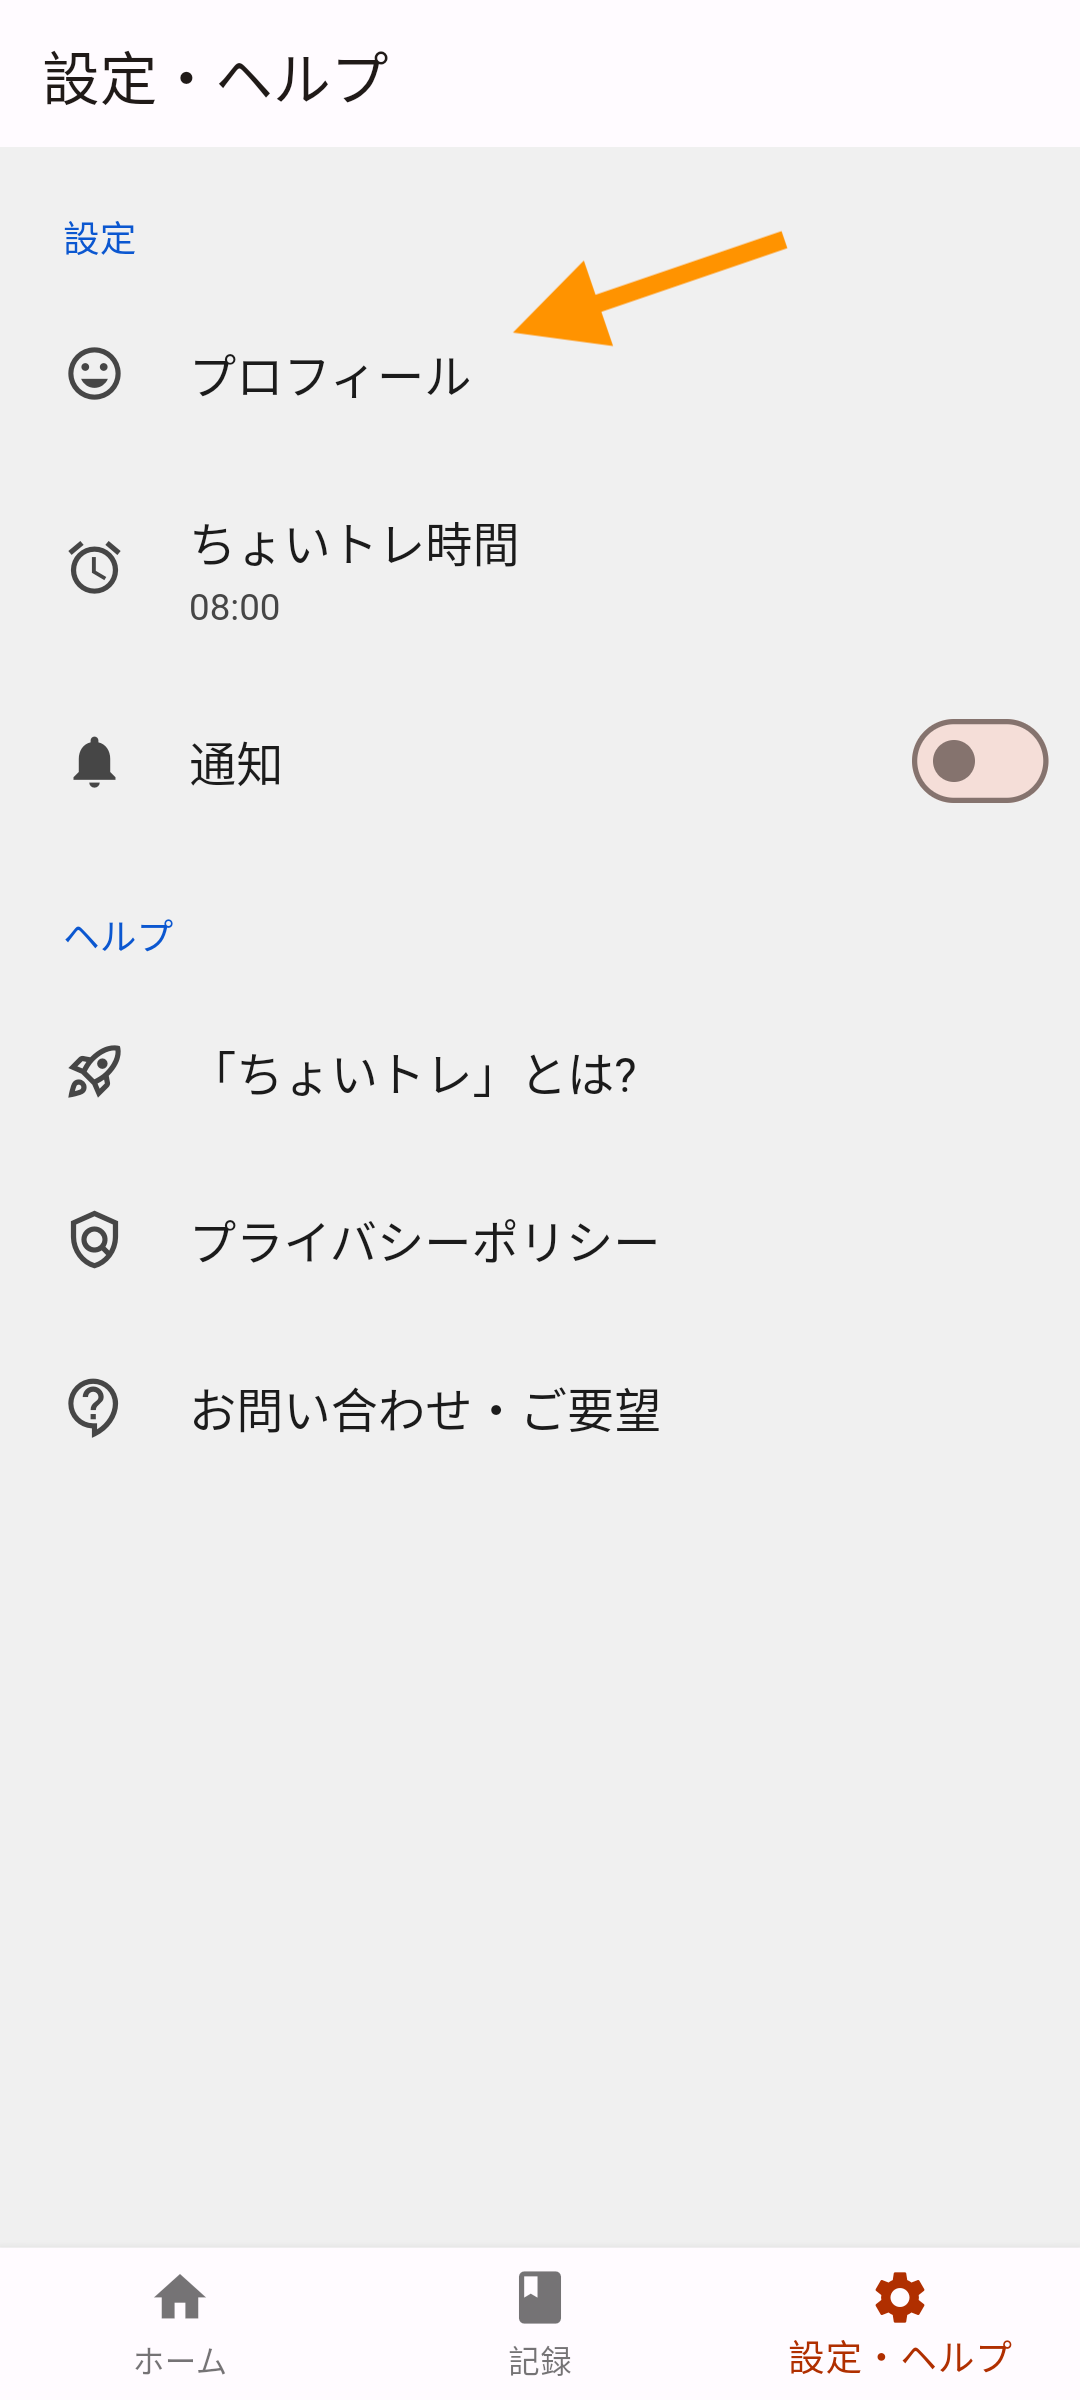 設定・ヘルプ
設定
プロフィール
ちょいトレ時間
08:00
通知
ヘルプ
「ちょいトレ」とは?
プライバシーポリシー
お問い合わせ・ご要望
ホーム
記録
設定・ヘルプ